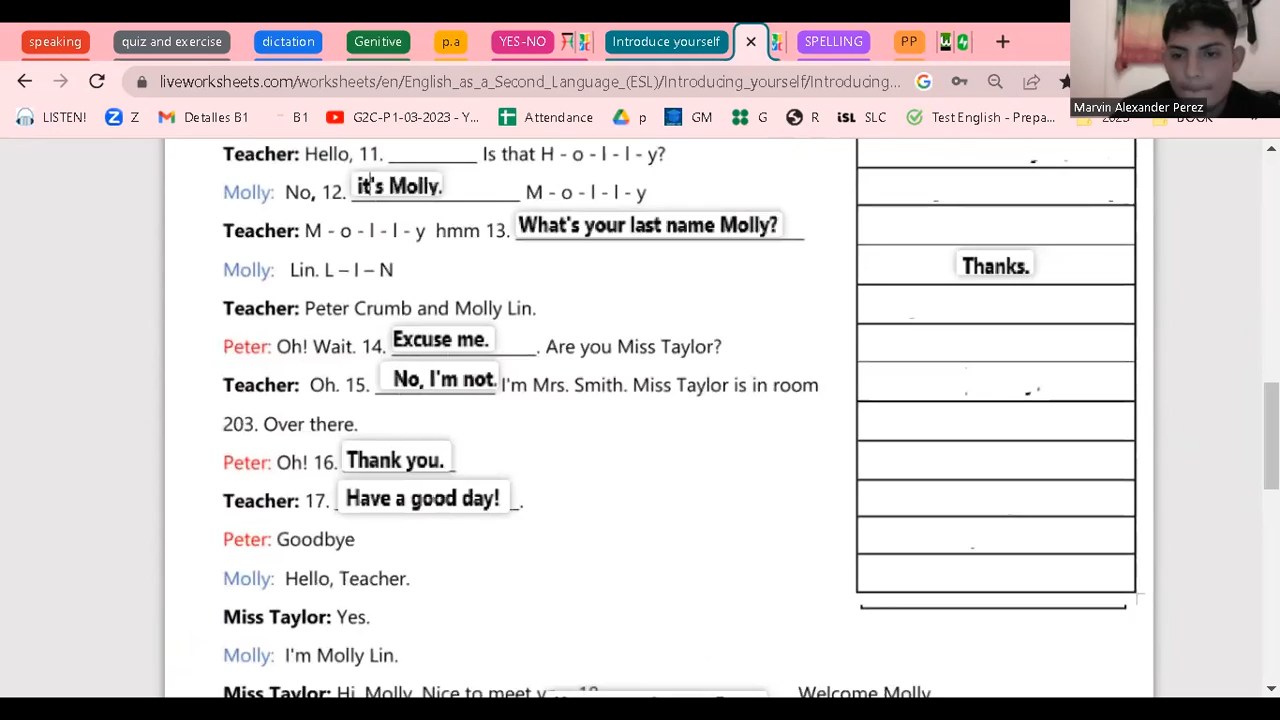 speaking quiz and exercise dictation Genitive p.a YES-NO Introduce yourself SPELLING PP
liveworksheets.com/worksheets/en/English_as_a_Second_Language_(ESL)/Introducing_yourself/Introducing...
Marvin Alexander Perez
LISTEN! Z Detalles B1 B1 G2C-P1-03-2023 - Y... Attendance p GM G R SLC Test English - Prepa... 2023 BOOK
Teacher: Hello, 11. _________ Is that H - o - l - l - y?
Molly: No, 12. it's Molly. M - o - l - l - y
Teacher: M - o - l - l - y hmm 13. What's your last name Molly?
Molly: Lin. L – I – N
Thanks.
Teacher: Peter Crumb and Molly Lin.
Peter: Oh! Wait. 14. Excuse me. . Are you Miss Taylor?
Teacher: Oh. 15. No, I'm not. I'm Mrs. Smith. Miss Taylor is in room
203. Over there.
Peter: Oh! 16. Thank you.
Teacher: 17. Have a good day! .
Peter: Goodbye
Molly: Hello, Teacher.
Miss Taylor: Yes.
Molly: I'm Molly Lin.
Miss Taylor: Hi, Molly. Nice to meet Welcome Molly